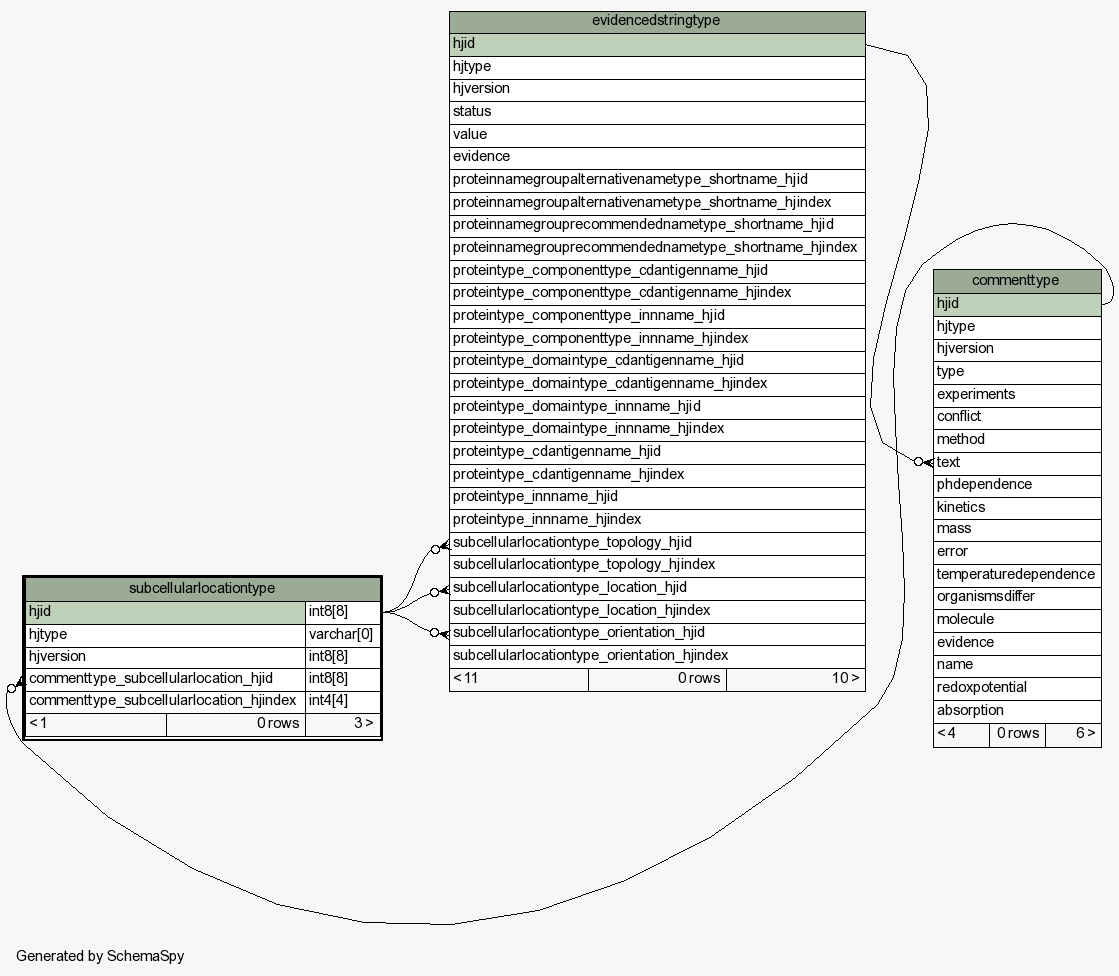 evidencedstringtype
hjid
hjtype
hjversion
status
value
evidence
proteinnamegroupalternativenametype_shortname_hjid
proteinnamegroupalternativenametype_shortname_hjindex
proteinnamegrouprecommendednametype_shortname_hjid
proteinnamegrouprecommendednametype_shortname_hjindex
proteintype_componenttype_cdantigenname_hjid
proteintype_componenttype_cdantigenname_hjindex
proteintype_componenttype_innname_hjid
proteintype_componenttype_innname_hjindex
proteintype_domaintype_cdantigenname_hjid
proteintype_domaintype_cdantigenname_hjindex
proteintype_domaintype_innname_hjid
proteintype_domaintype_innname_hjindex
proteintype_cdantigenname_hjid
proteintype_cdantigenname_hjindex
proteintype_innname_hjid
proteintype_innname_hjindex
subcellularlocationtype_topology_hjid
subcellularlocationtype_topology_hjindex
subcellularlocationtype_location_hjid
subcellularlocationtype_location_hjindex
subcellularlocationtype_orientation_hjid
subcellularlocationtype_orientation_hjindex
< 11 0 rows 10 >
commenttype
hjid
hjtype
hjversion
type
experiments
conflict
method
text
phdependence
kinetics
mass
error
temperaturedependence
organismsdiffer
molecule
evidence
name
redoxpotential
absorption
< 4 0 rows 6 >
subcellularlocationtype
hjid int8[8]
hjtype varchar[0]
hjversion int8[8]
commenttype_subcellularlocation_hjid int8[8]
commenttype_subcellularlocation_hjindex int4[4]
< 1 0 rows 3 >
Generated by SchemaSpy